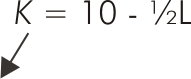 K = 10 - ½L